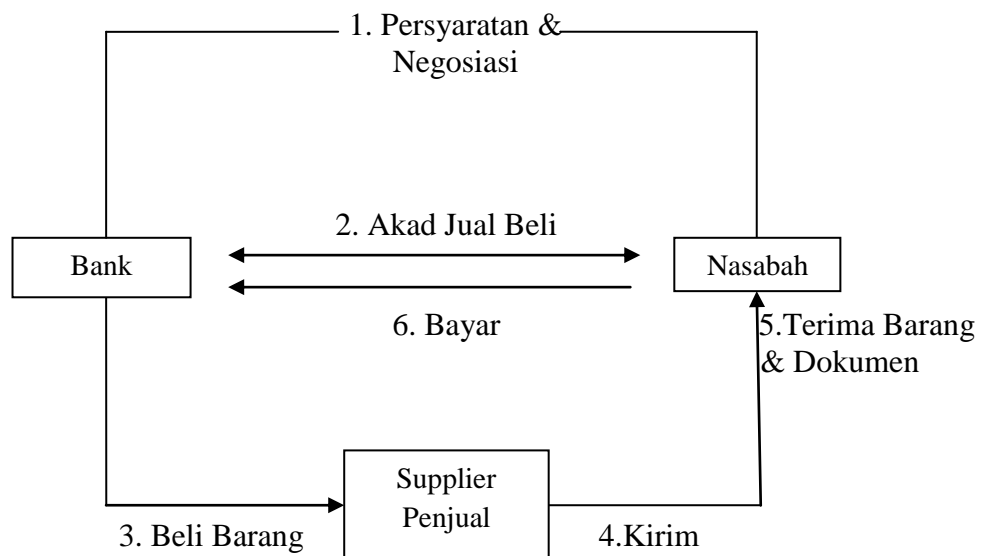 1. Persyaratan &
Negosiasi
2. Akad Jual Beli
Bank
Nasabah
6. Bayar
5.Terima Barang
& Dokumen
Supplier
Penjual
3. Beli Barang
4.Kirim